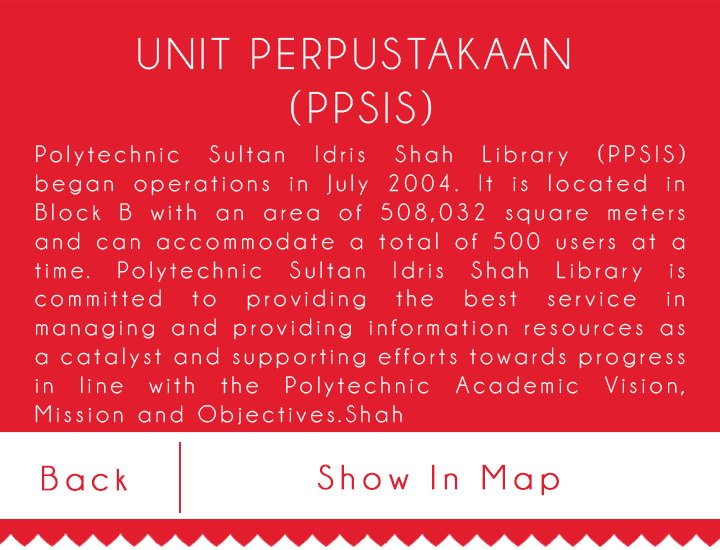 UNIT PERPUSTAKAAN
(PPSIS)
Polytechnic Sultan Idris Shah Library (PPSIS)
began operations in July 2004. It is located in
Block B with an area of 508,032 square meters
and can accommodate a total of 500 users at a
time. Polytechnic Sultan Idris Shah Library is
committed to providing the best service in
managing and providing information resources as
a catalyst and supporting efforts towards progress
in line with the Polytechnic Academic Vision,
Mission and Objectives.Shah
Back
Show In Map